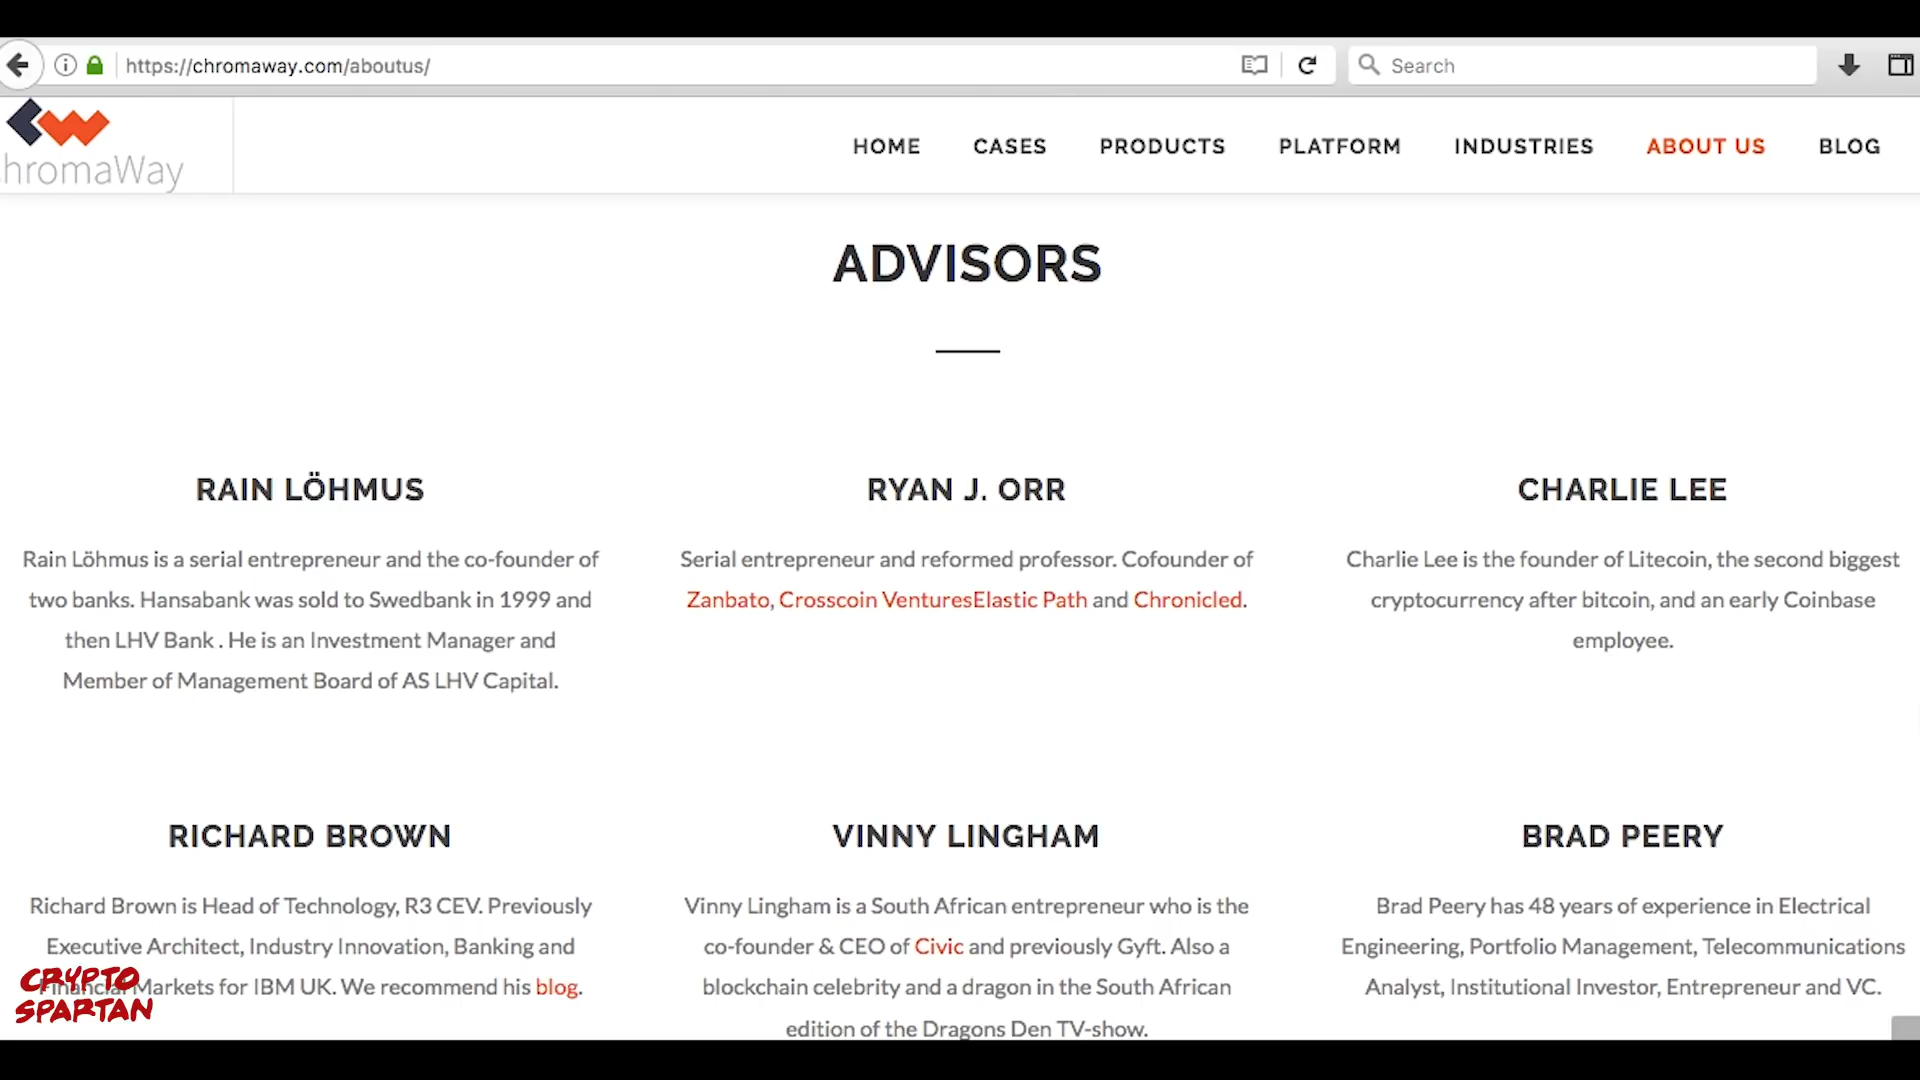 https://chromaway.com/aboutus/
Search
hromaWay
HOME CASES PRODUCTS PLATFORM INDUSTRIES ABOUT US BLOG
ADVISORS
RAIN LÖHMUS
Rain Löhmus is a serial entrepreneur and the co-founder of
two banks. Hansabank was sold to Swedbank in 1999 and
then LHV Bank . He is an Investment Manager and
Member of Management Board of AS LHV Capital.
RYAN J. ORR
Serial entrepreneur and reformed professor. Cofounder of
Zanbato, Crosscoin VenturesElastic Path and Chronicled.
CHARLIE LEE
Charlie Lee is the founder of Litecoin, the second biggest
cryptocurrency after bitcoin, and an early Coinbase
employee.
RICHARD BROWN
Richard Brown is Head of Technology, R3 CEV. Previously
Executive Architect, Industry Innovation, Banking and
Financial Markets for IBM UK. We recommend his blog.
VINNY LINGHAM
Vinny Lingham is a South African entrepreneur who is the
co-founder & CEO of Civic and previously Gyft. Also a
blockchain celebrity and a dragon in the South African
edition of the Dragons Den TV-show.
BRAD PEERY
Brad Peery has 48 years of experience in Electrical
Engineering, Portfolio Management, Telecommunications
Analyst, Institutional Investor, Entrepreneur and VC.
CRYPTO
SPARTAN